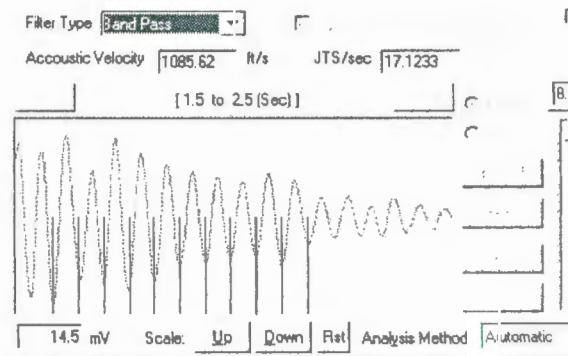 Filter Type Band Pass
Accoustic Velocity 1085.62 ft/s JTS/sec 17.1233
[ 1.5 to 2.5 (Sec) ]
8.
14.5 mV Scale: Up Down Rst Analysis Method Automatic